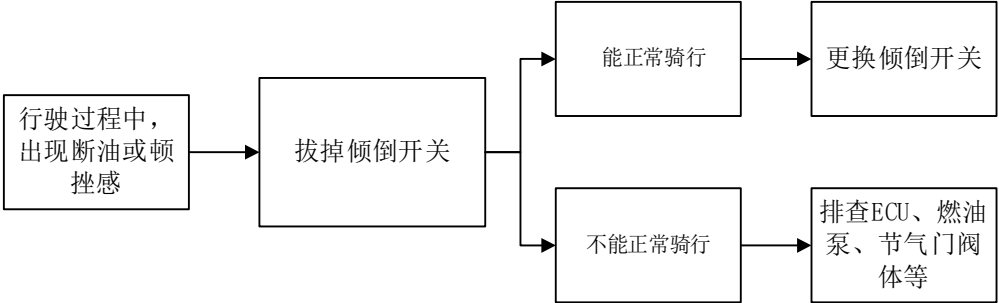 行驶过程中，
出现断油或顿
挫感
拔掉倾倒开关
能正常骑行
更换倾倒开关
不能正常骑行
排查ECU、燃油
泵、节气门阀
体等